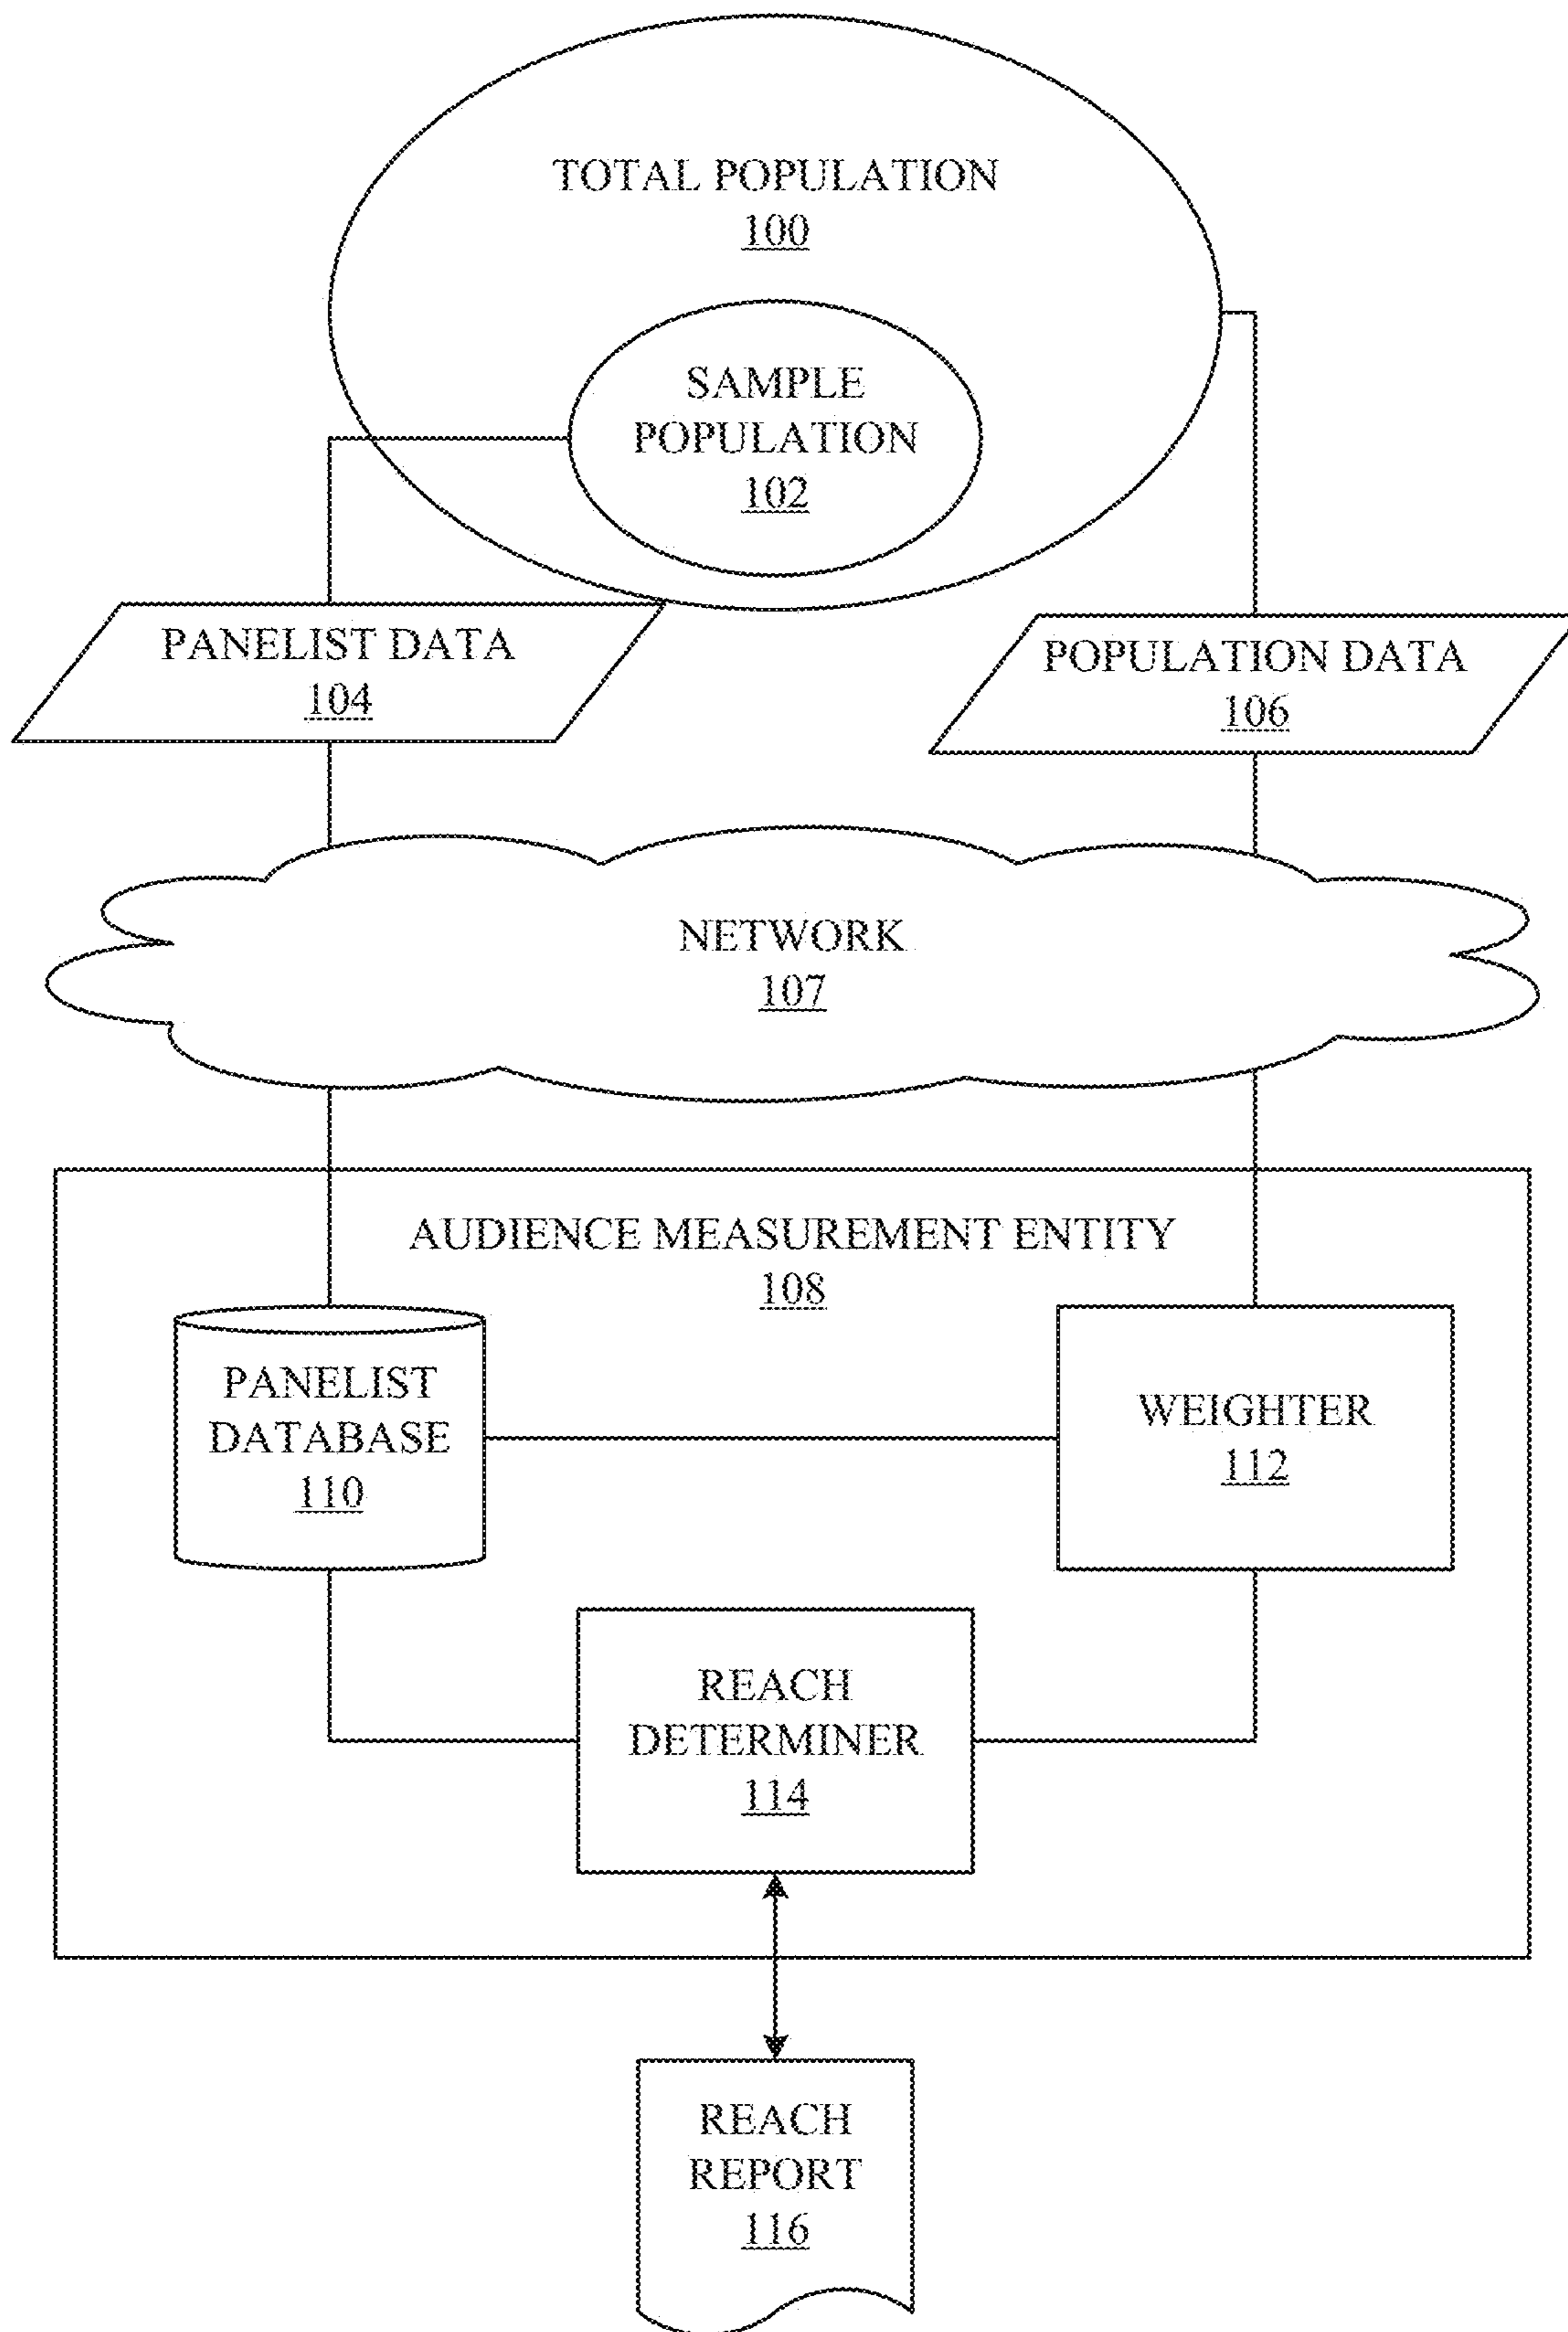 TOTAL POPULATION
100
SAMPLE
POPULATION
102
PANELIST DATA
104
POPULATION DATA
106
NETWORK
107
AUDIENCE MEASUREMENT ENTITY
108
PANELIST
DATABASE
110
WEIGHTER
112
REACH
DETERMINER
114
REACH
REPORT
116